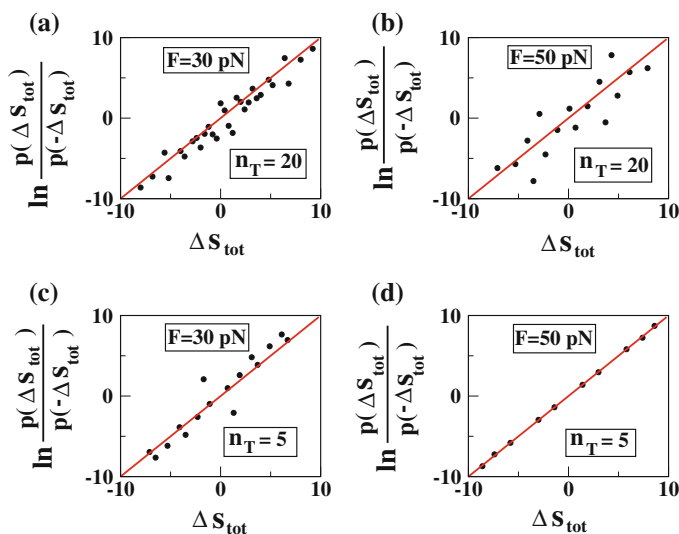 (a)
10
F=30 pN
ln p(Δs_tot) / p(-Δs_tot)
0
n_T = 20
-10
-10 0 10
Δs_tot
(b)
10
F=50 pN
ln p(Δs_tot) / p(-Δs_tot)
0
n_T = 20
-10
-10 0 10
Δs_tot
(c)
10
F=30 pN
ln p(Δs_tot) / p(-Δs_tot)
0
n_T = 5
-10
-10 0 10
Δs_tot
(d)
10
F=50 pN
ln p(Δs_tot) / p(-Δs_tot)
0
n_T = 5
-10
-10 0 10
Δs_tot